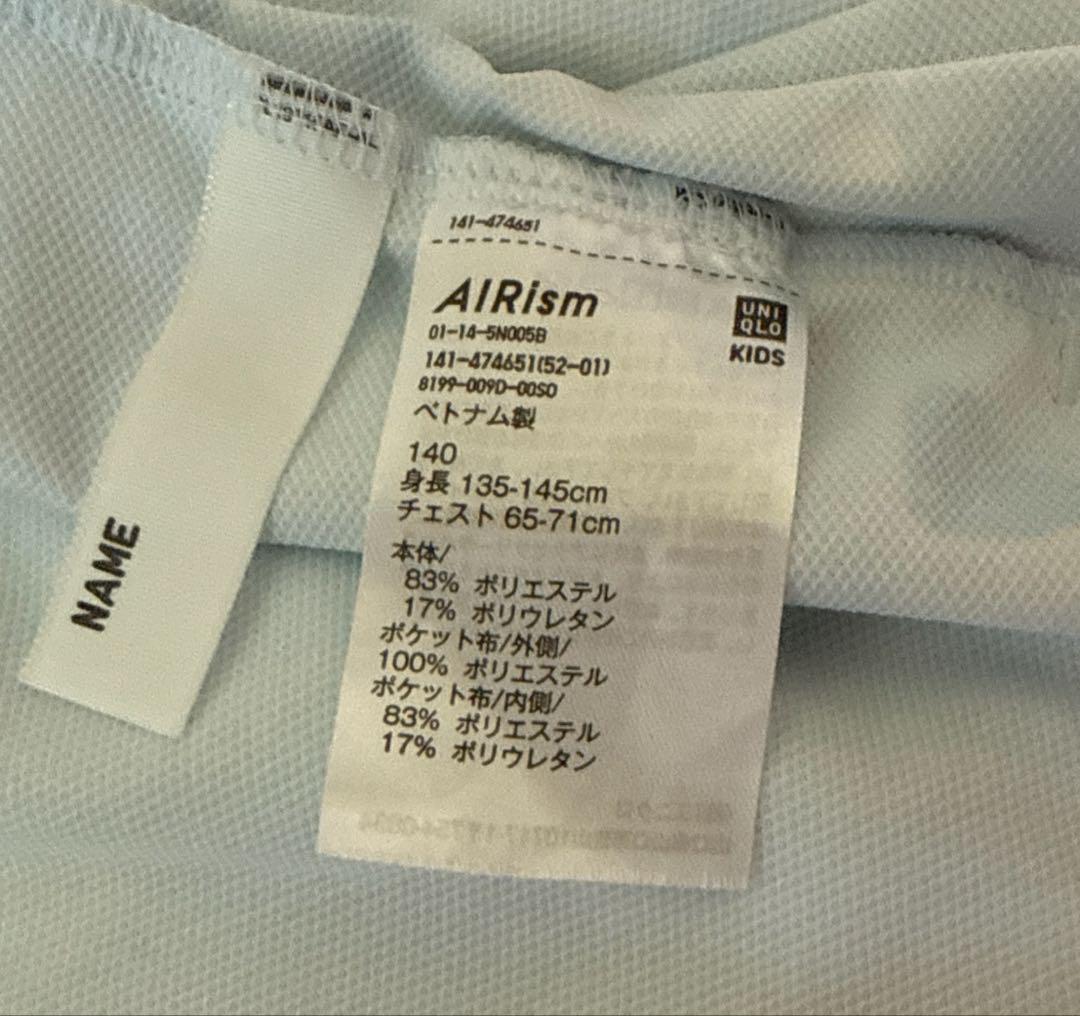 141-474651
AIRism
UNI
QLO
KIDS
01-14-5N005B
141-474651(52-01)
8199-009D-00S0
ベトナム製
140
身長 135-145cm
チェスト 65-71cm
本体/
83% ポリエステル
17% ポリウレタン
ポケット布/外側/
100% ポリエステル
ポケット布/内側/
83% ポリエステル
17% ポリウレタン
NAME